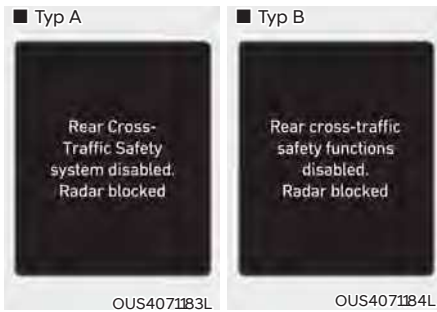 ■ Typ A
Rear Cross-
Traffic Safety
system disabled.
Radar blocked
OUS4071183L
■ Typ B
Rear cross-traffic
safety functions
disabled.
Radar blocked
OUS4071184L